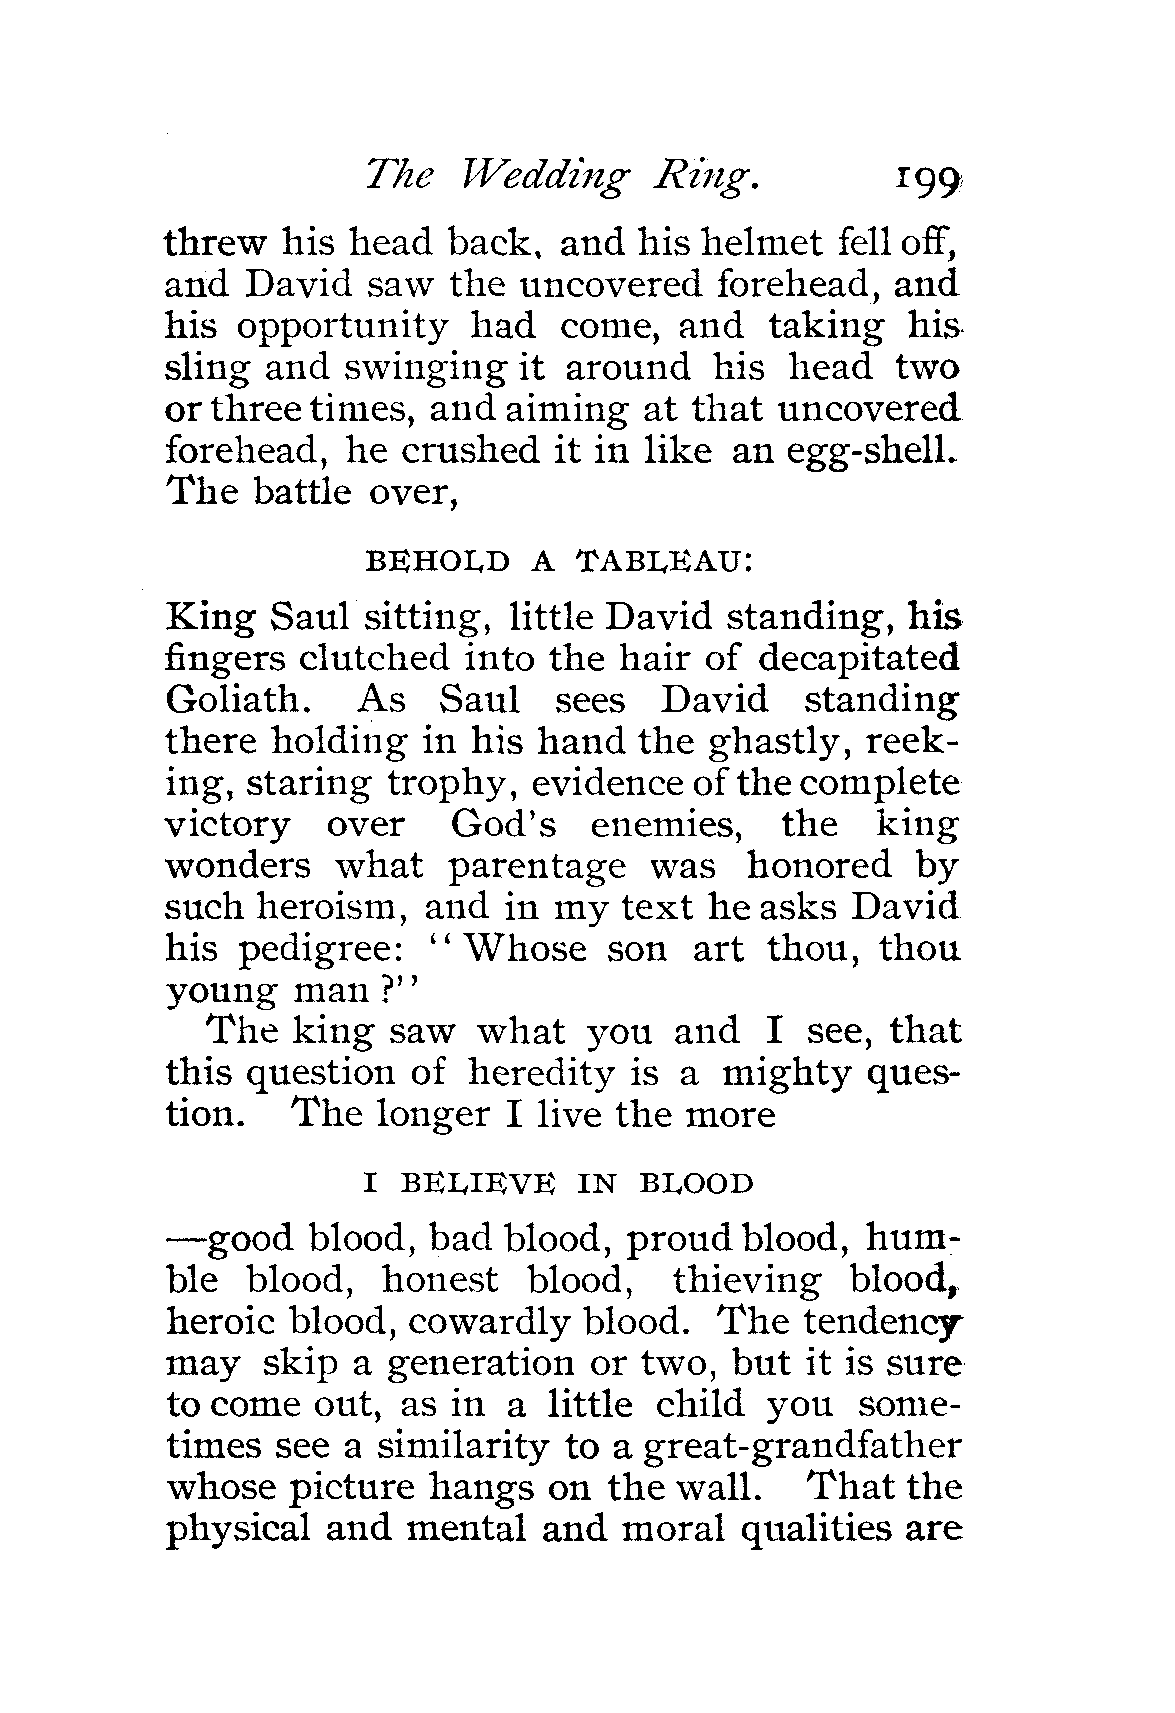 The Wedding Ring. 199
threw his head back, and his helmet fell off,
and David saw the uncovered forehead, and
his opportunity had come, and taking his
sling and swinging it around his head two
or three times, and aiming at that uncovered
forehead, he crushed it in like an egg-shell.
The battle over,
BEHOLD A TABLEAU:
King Saul sitting, little David standing, his
fingers clutched into the hair of decapitated
Goliath. As Saul sees David standing
there holding in his hand the ghastly, reek-
ing, staring trophy, evidence of the complete
victory over God's enemies, the king
wonders what parentage was honored by
such heroism, and in my text he asks David
his pedigree: "Whose son art thou, thou
young man?"
The king saw what you and I see, that
this question of heredity is a mighty ques-
tion. The longer I live the more
I BELIEVE IN BLOOD
—good blood, bad blood, proud blood, hum-
ble blood, honest blood, thieving blood,
heroic blood, cowardly blood. The tendency
may skip a generation or two, but it is sure
to come out, as in a little child you some-
times see a similarity to a great-grandfather
whose picture hangs on the wall. That the
physical and mental and moral qualities are